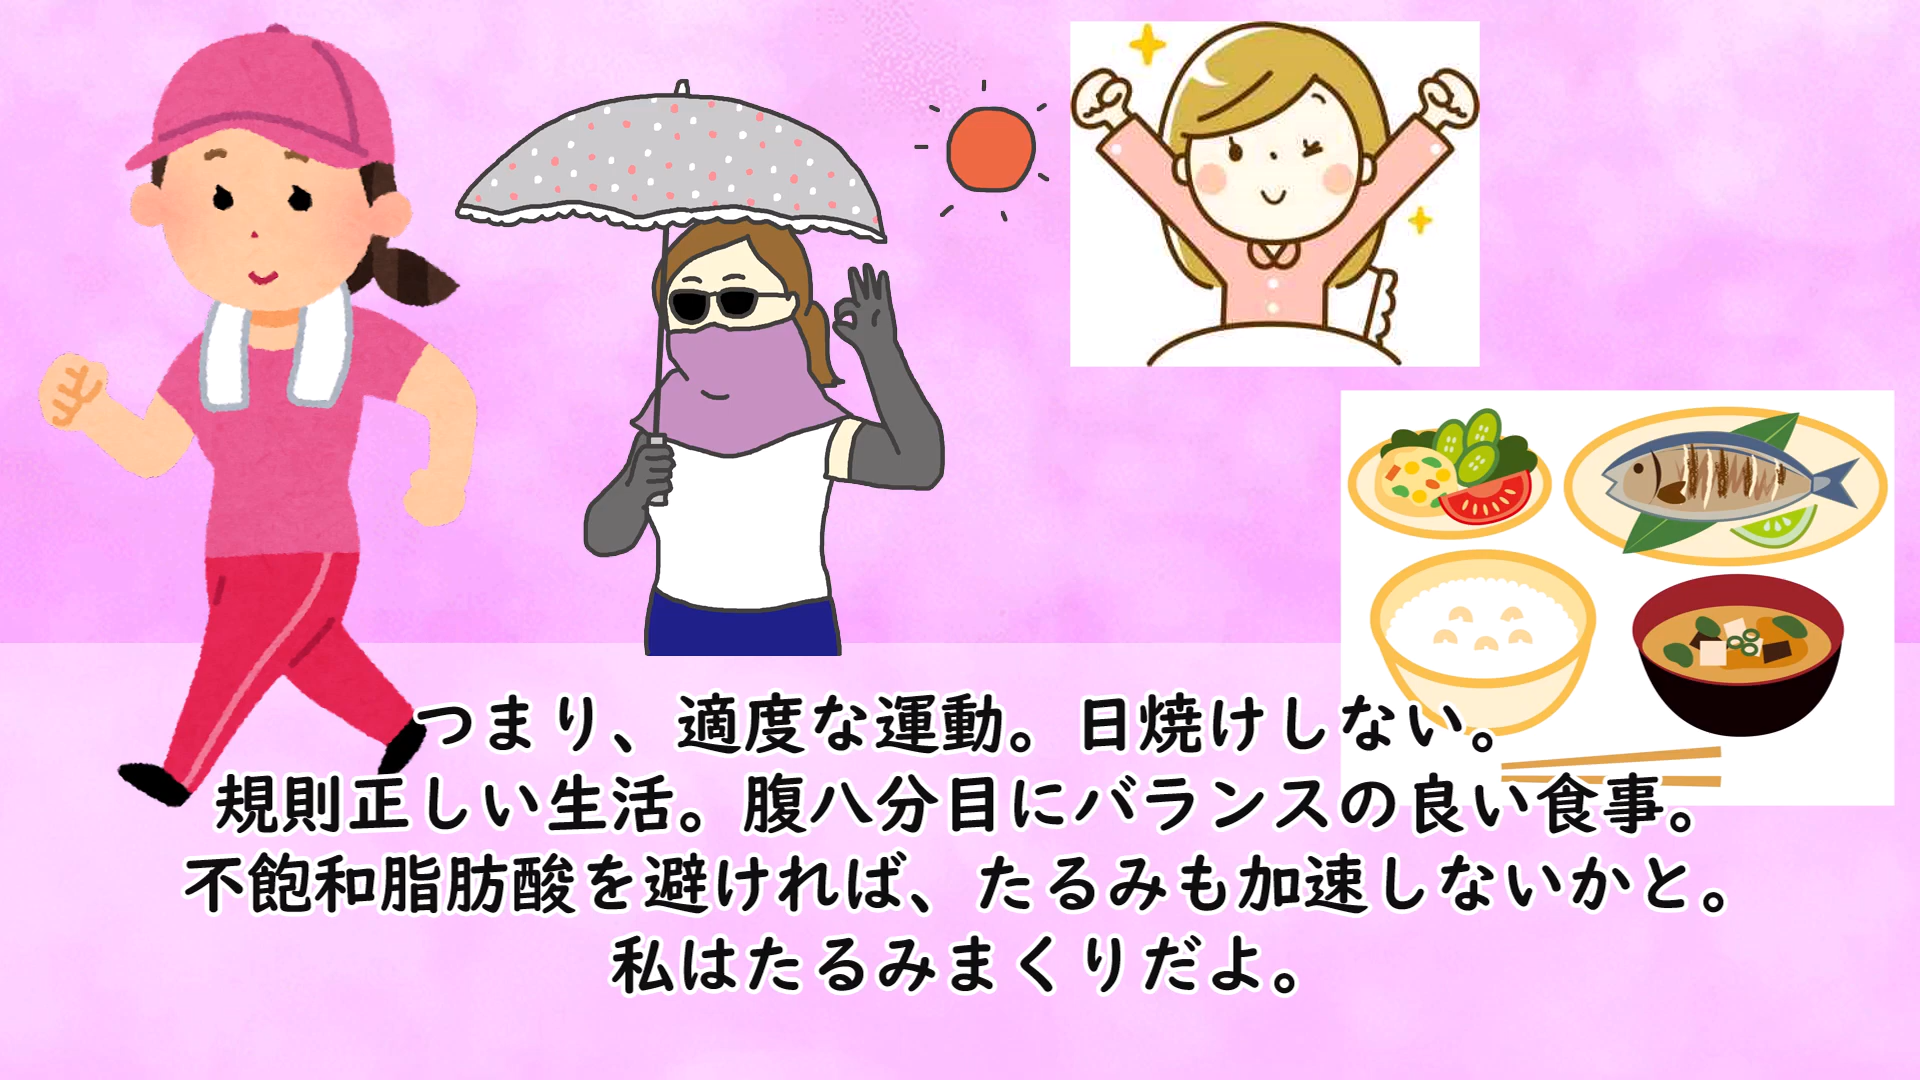 つまり、適度な運動。日焼けしない。
規則正しい生活。腹八分目にバランスの良い食事。
不飽和脂肪酸を避ければ、たるみも加速しないかと。
私はたるみまくりだよ。